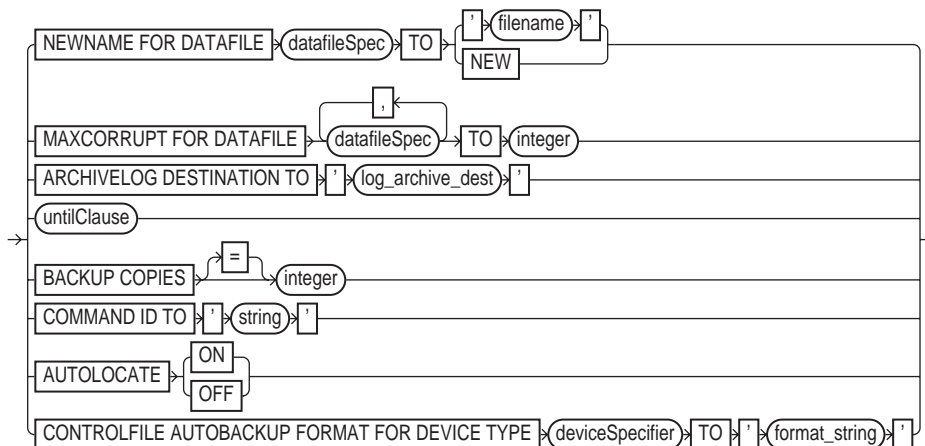 NEWNAME FOR DATAFILE datafileSpec TO ' filename '
NEW
,
MAXCORRUPT FOR DATAFILE datafileSpec TO integer
ARCHIVELOG DESTINATION TO ' log_archive_dest '
untilClause
=
BACKUP COPIES integer
COMMAND ID TO ' string '
ON
AUTOLOCATE
OFF
CONTROLFILE AUTOBACKUP FORMAT FOR DEVICE TYPE deviceSpecifier TO ' format_string '